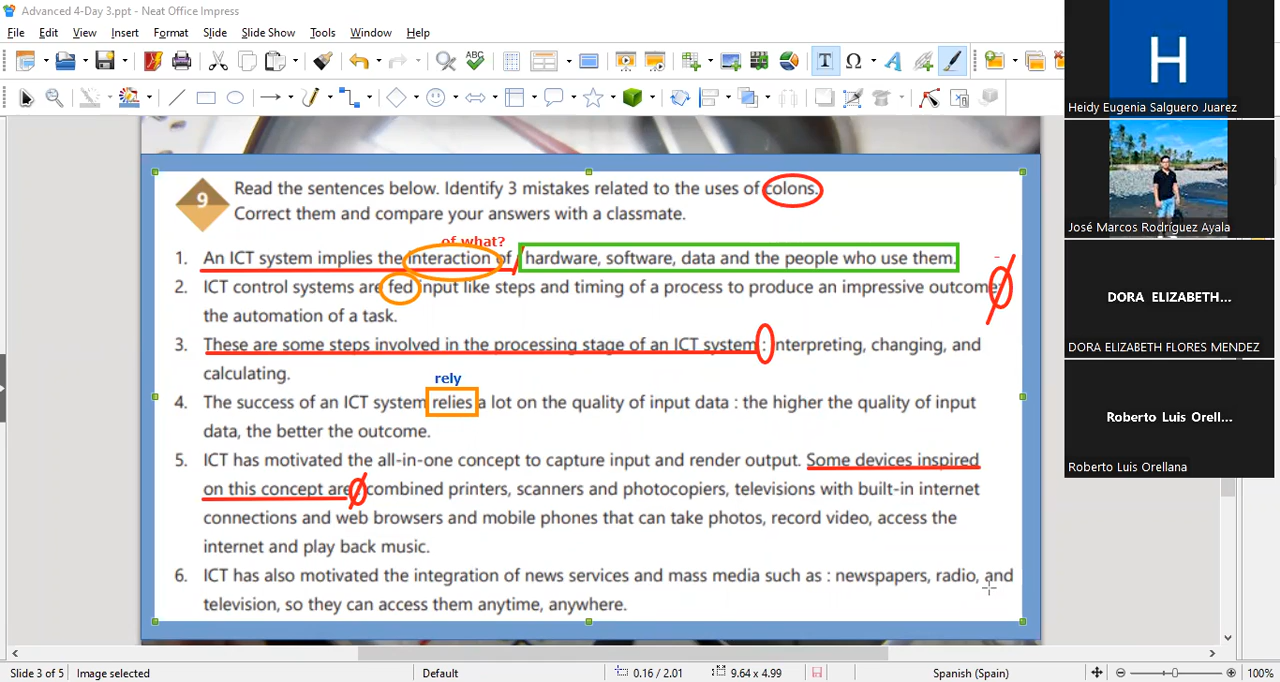 Advanced 4-Day 3.ppt - Neat Office Impress
File Edit View Insert Format Slide Slide Show Tools Window Help
H
Heidy Eugenia Salguero Juarez
José Marcos Rodríguez Ayala
DORA ELIZABETH...
DORA ELIZABETH FLORES MENDEZ
Roberto Luis Orell...
Roberto Luis Orellana
9
Read the sentences below. Identify 3 mistakes related to the uses of colons.
Correct them and compare your answers with a classmate.
of what?
1. An ICT system implies the interaction of hardware, software, data and the people who use them.
2. ICT control systems are fed input like steps and timing of a process to produce an impressive outcome:
the automation of a task.
3. These are some steps involved in the processing stage of an ICT system : interpreting, changing, and
calculating.
rely
4. The success of an ICT system relies a lot on the quality of input data : the higher the quality of input
data, the better the outcome.
5. ICT has motivated the all-in-one concept to capture input and render output. Some devices inspired
on this concept are : combined printers, scanners and photocopiers, televisions with built-in internet
connections and web browsers and mobile phones that can take photos, record video, access the
internet and play back music.
6. ICT has also motivated the integration of news services and mass media such as : newspapers, radio, and
television, so they can access them anytime, anywhere.
Slide 3 of 5 Image selected Default 0.16 / 2.01 9.64 x 4.99 Spanish (Spain) 100%